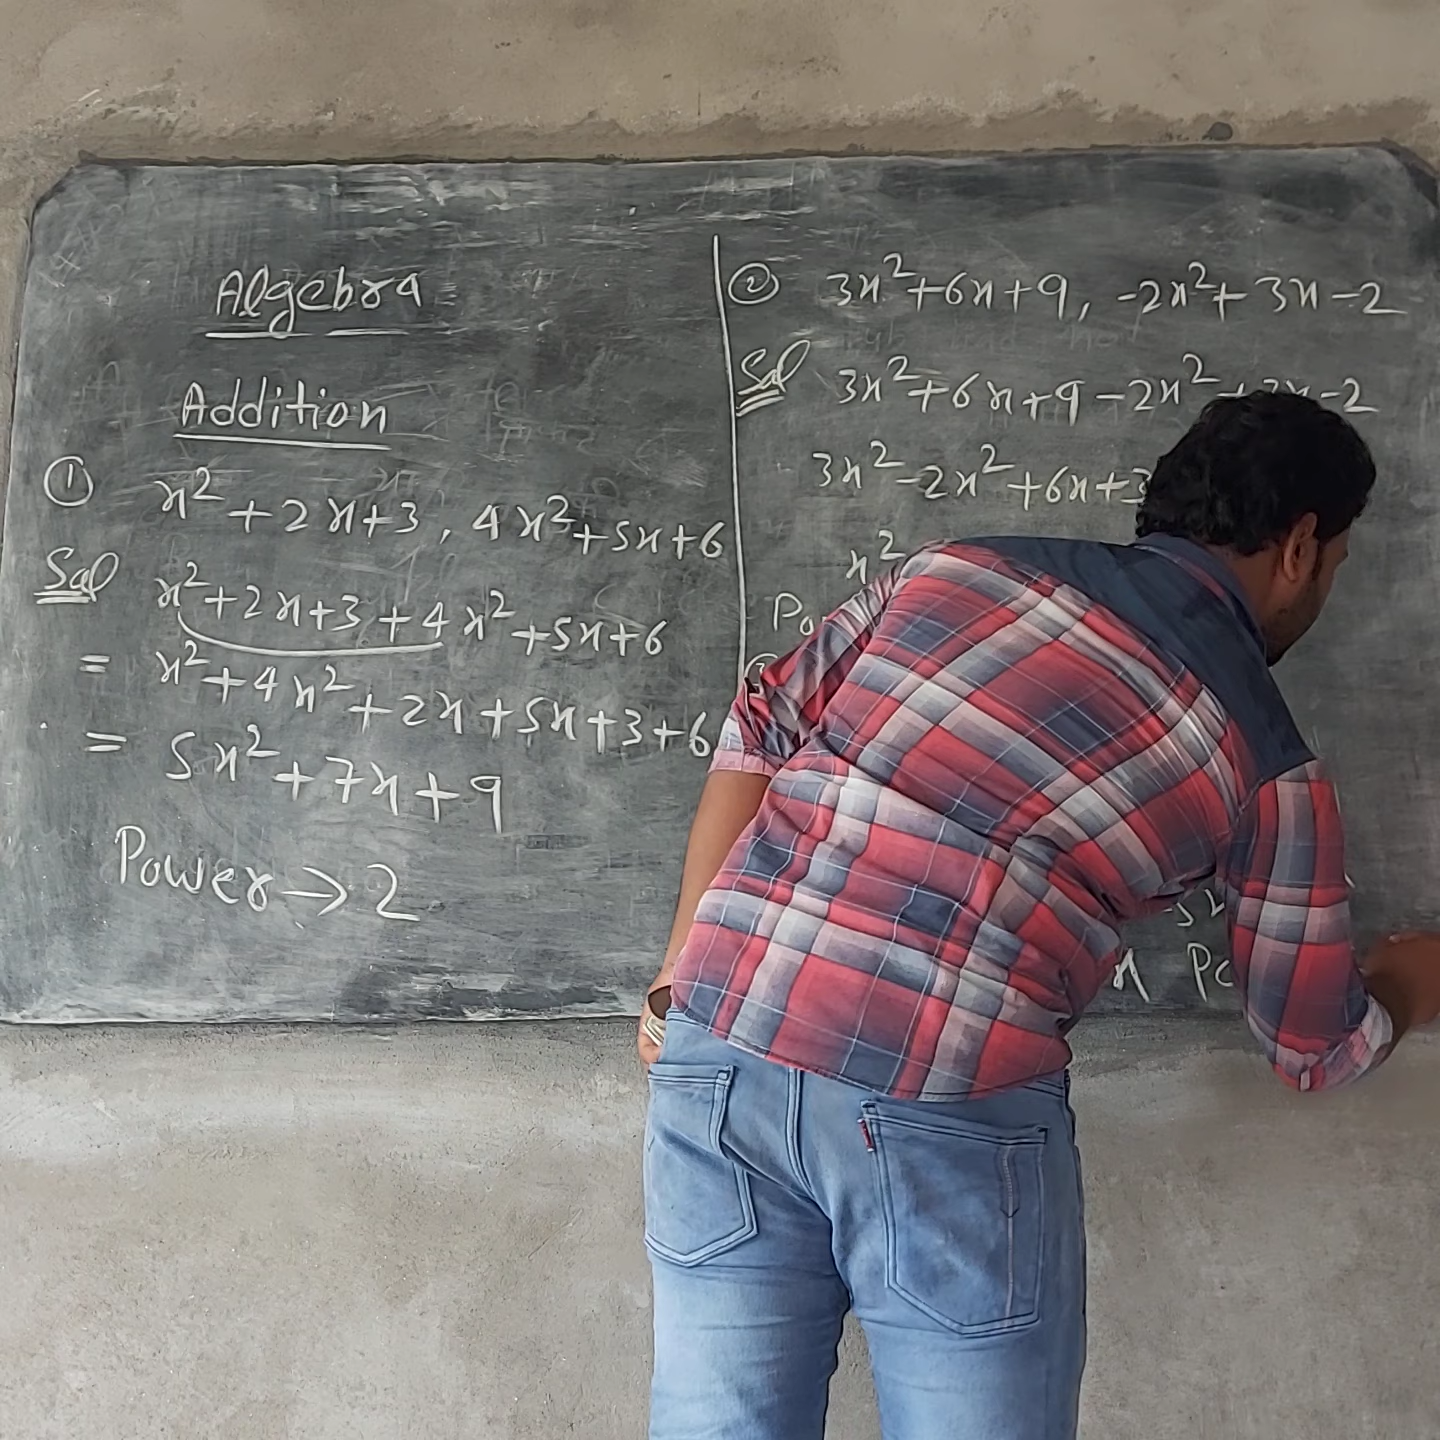 Algebra
Addition
① x² + 2x + 3, 4x² + 5x + 6
Sol x² + 2x + 3 + 4x² + 5x + 6
= x² + 4x² + 2x + 5x + 3 + 6
= 5x² + 7x + 9
Power → 2
② 3x² + 6x + 9, -2x² + 3x - 2
Sol 3x² + 6x + 9 - 2x² + 3x - 2
3x² - 2x² + 6x + 3
x²